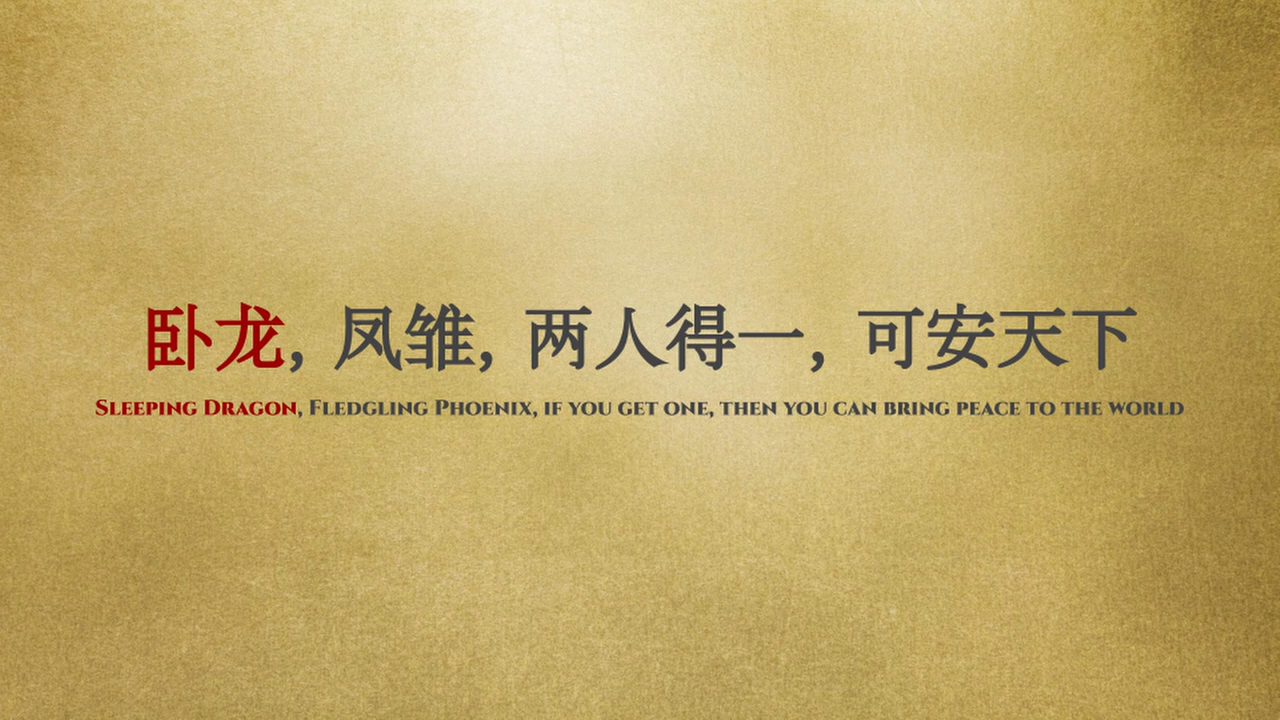 卧龙, 凤雏, 两人得一, 可安天下
Sleeping Dragon, Fledgling Phoenix, if you get one, then you can bring peace to the world